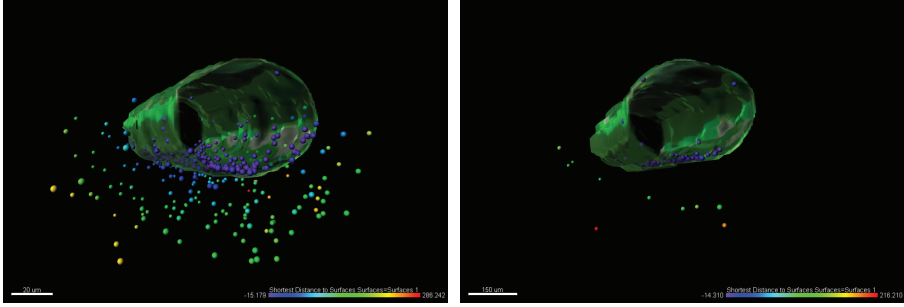 20 um
Shortest Distance to Surfaces Surfaces=Surfaces 1
-15.179
286.242
150 um
Shortest Distance to Surfaces Surfaces=Surfaces 1
-14.310
216.210